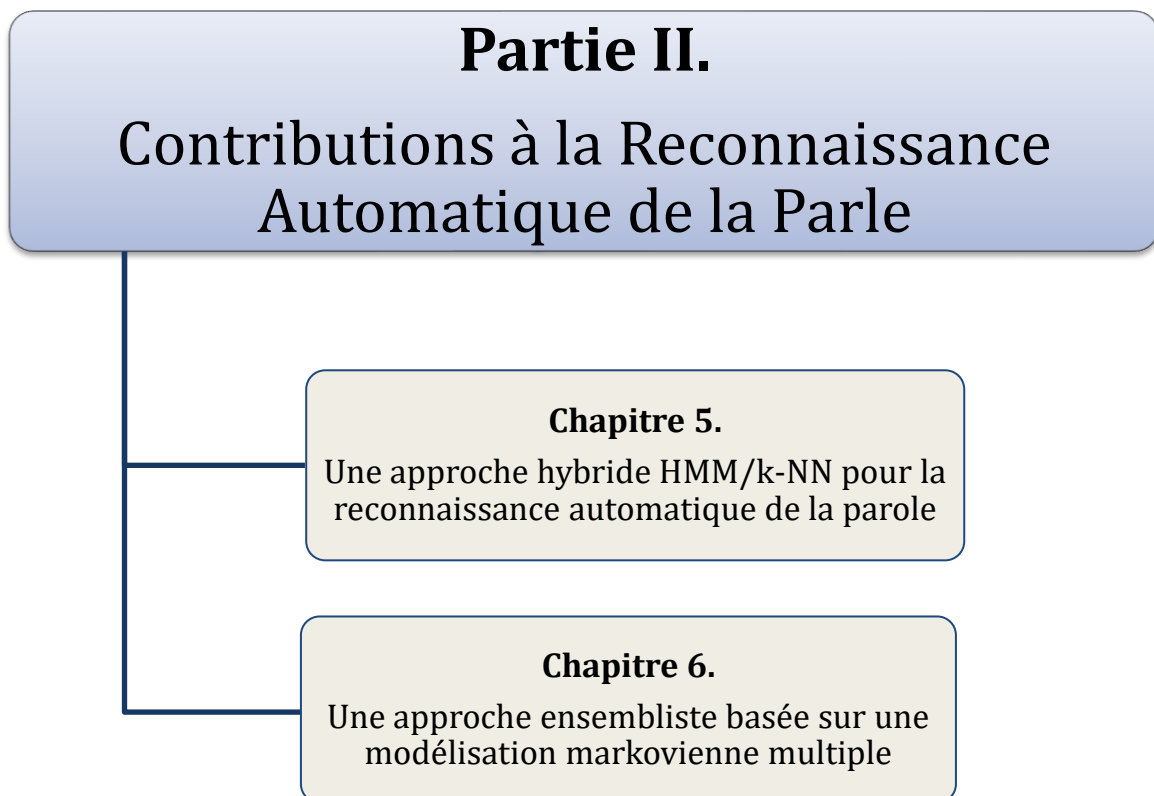 Partie II.
Contributions à la Reconnaissance
Automatique de la Parle
Chapitre 5.
Une approche hybride HMM/k-NN pour la
reconnaissance automatique de la parole
Chapitre 6.
Une approche ensembliste basée sur une
modélisation markovienne multiple